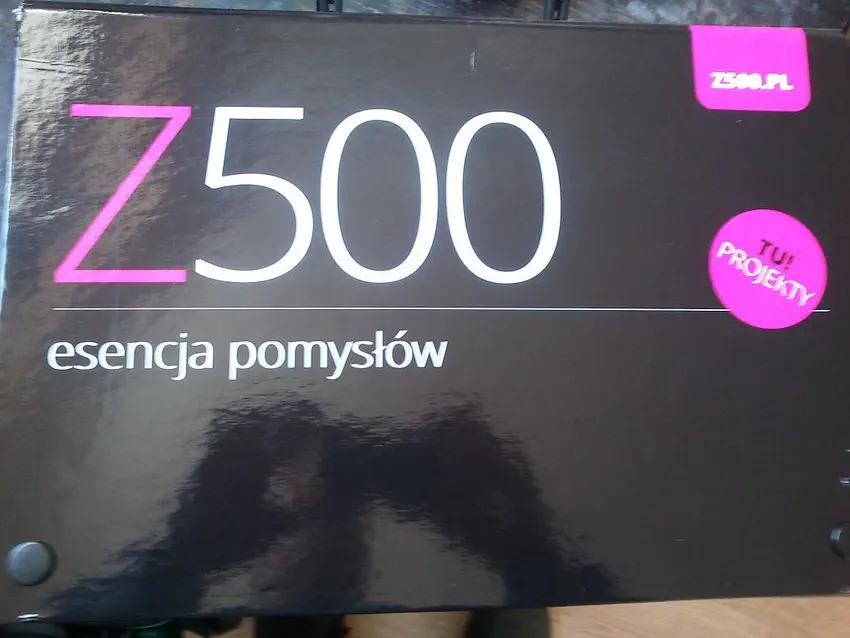 Z500.PL
Z500
TU!
PROJEKTY
esencja pomysłów